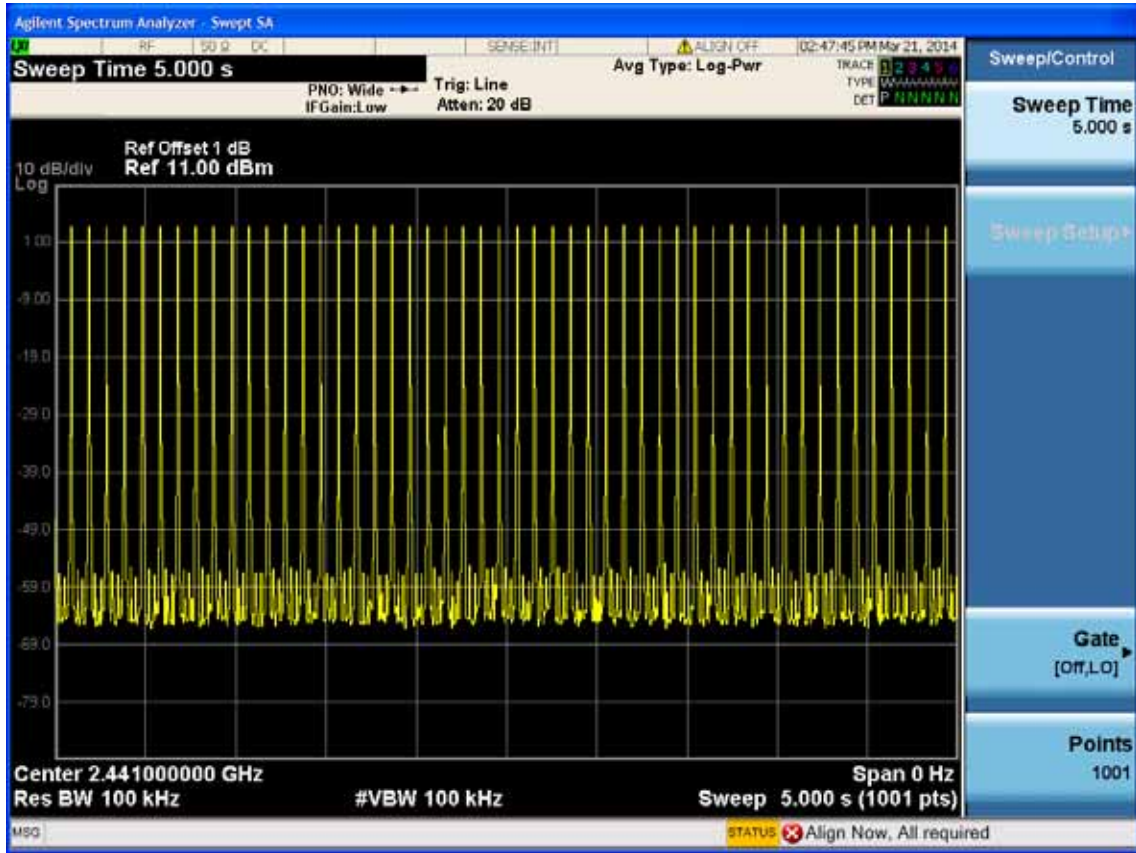 Agilent Spectrum Analyzer - Swept SA
RF 50 Ω DC SENSE:INT ALIGN OFF 02:47:45 PM Mar 21, 2014
Sweep Time 5.000 s
PNO: Wide
IFGain:Low
Trig: Line
Atten: 20 dB
Avg Type: Log-Pwr
TRACE 1 2 3 4 5 6
TYPE
DET P N N N N N
Ref Offset 1 dB
10 dB/div Ref 11.00 dBm
Log
1.00
-9.00
-19.0
-29.0
-39.0
-49.0
-59.0
-69.0
-79.0
Center 2.441000000 GHz
Span 0 Hz
Res BW 100 kHz
#VBW 100 kHz
Sweep 5.000 s (1001 pts)
MSG
STATUS Align Now, All required
Sweep/Control
Sweep Time
5.000 s
Sweep Setup
Gate
[Off,LO]
Points
1001